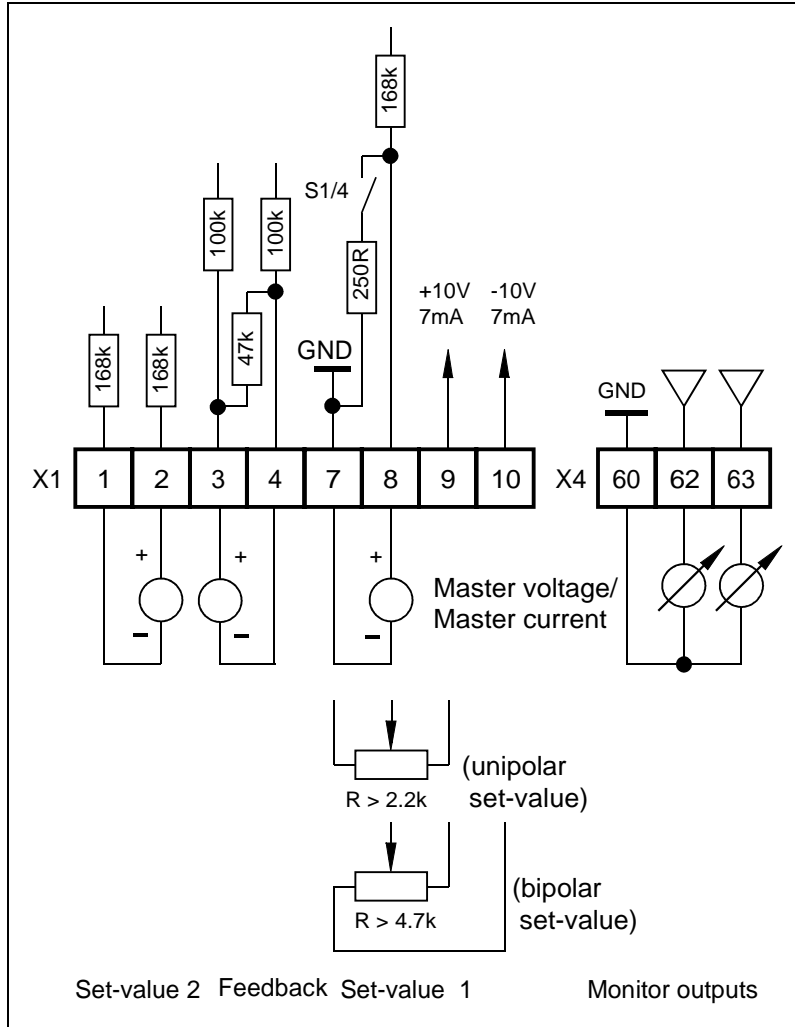 168k
S1/4
100k 100k
250R
+10V -10V
7mA 7mA
47k
GND
168k 168k
GND
X1 1 2 3 4 7 8 9 10 X4 60 62 63
+ + +
Master voltage/
Master current
- - -
(unipolar
set-value)
R > 2.2k
(bipolar
set-value)
R > 4.7k
Set-value 2 Feedback Set-value 1 Monitor outputs